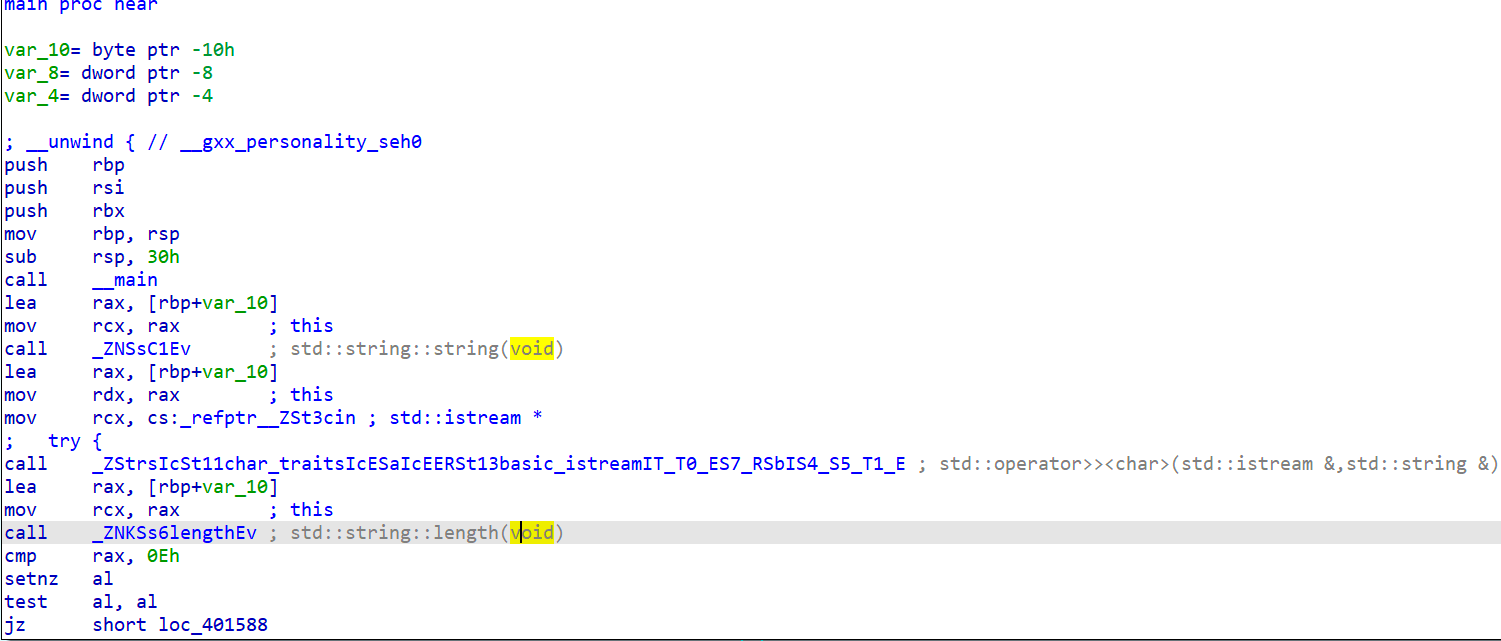 main proc near
var_10= byte ptr -10h
var_8= dword ptr -8
var_4= dword ptr -4
; __unwind { // __gxx_personality_seh0
push    rbp
push    rsi
push    rbx
mov     rbp, rsp
sub     rsp, 30h
call    __main
lea     rax, [rbp+var_10]
mov     rcx, rax        ; this
call    _ZNSsC1Ev       ; std::string::string(void)
lea     rax, [rbp+var_10]
mov     rdx, rax        ; this
mov     rcx, cs:_refptr__ZSt3cin ; std::istream *
;   try {
call    _ZStrsIcSt11char_traitsIcESaIcEERSt13basic_istreamIT_T0_ES7_RSbIS4_S5_T1_E ; std::operator>><char>(std::istream &,std::string &)
lea     rax, [rbp+var_10]
mov     rcx, rax        ; this
call    _ZNKSs6lengthEv ; std::string::length(void)
cmp     rax, 0Eh
setnz   al
test    al, al
jz      short loc_401588